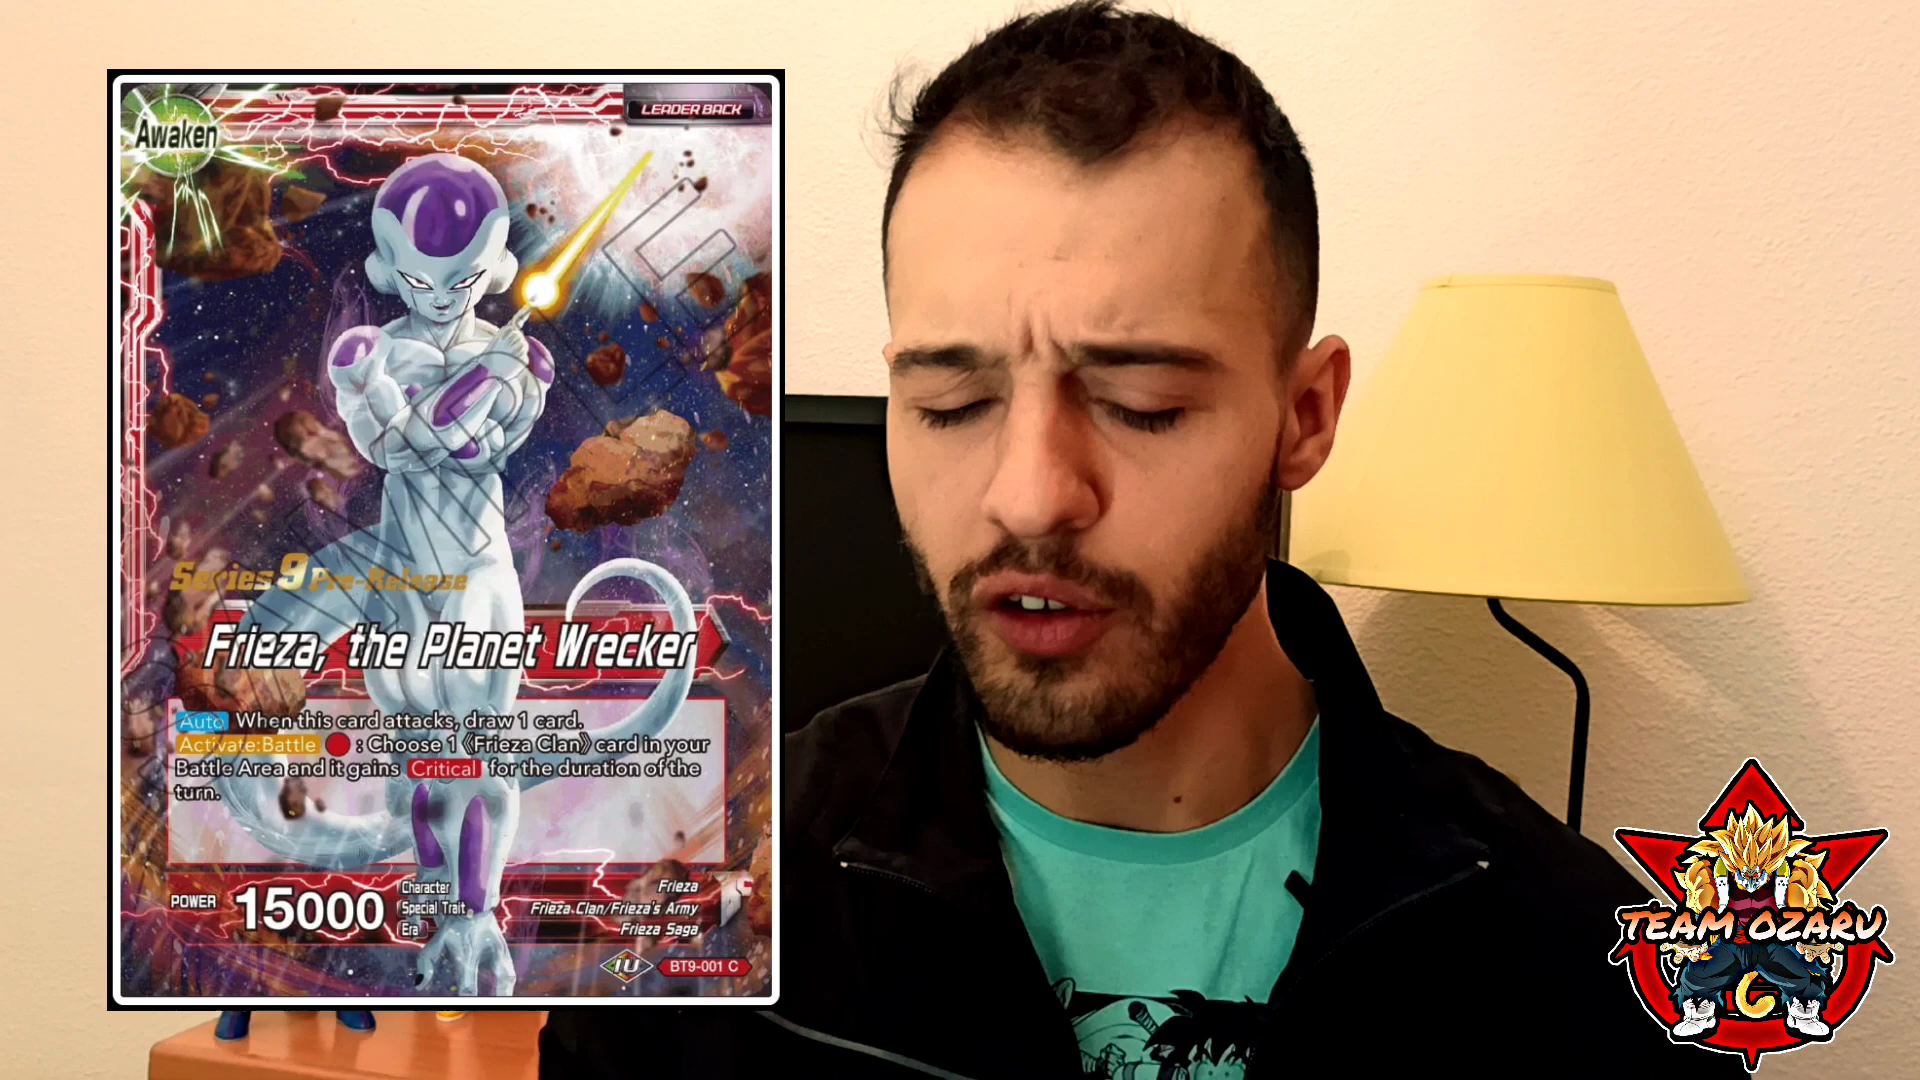 Awaken
LEADER BACK
SAMPLE
Series 9 Pre-Release
Frieza, the Planet Wrecker
Auto When this card attacks, draw 1 card.
Activate:Battle : Choose 1 《Frieza Clan》 card in your
Battle Area and it gains Critical for the duration of the
turn.
POWER 15000
Character Frieza
Special Trait Frieza Clan/Frieza's Army
Era Frieza Saga
IU BT9-001 C
TEAM OZARU